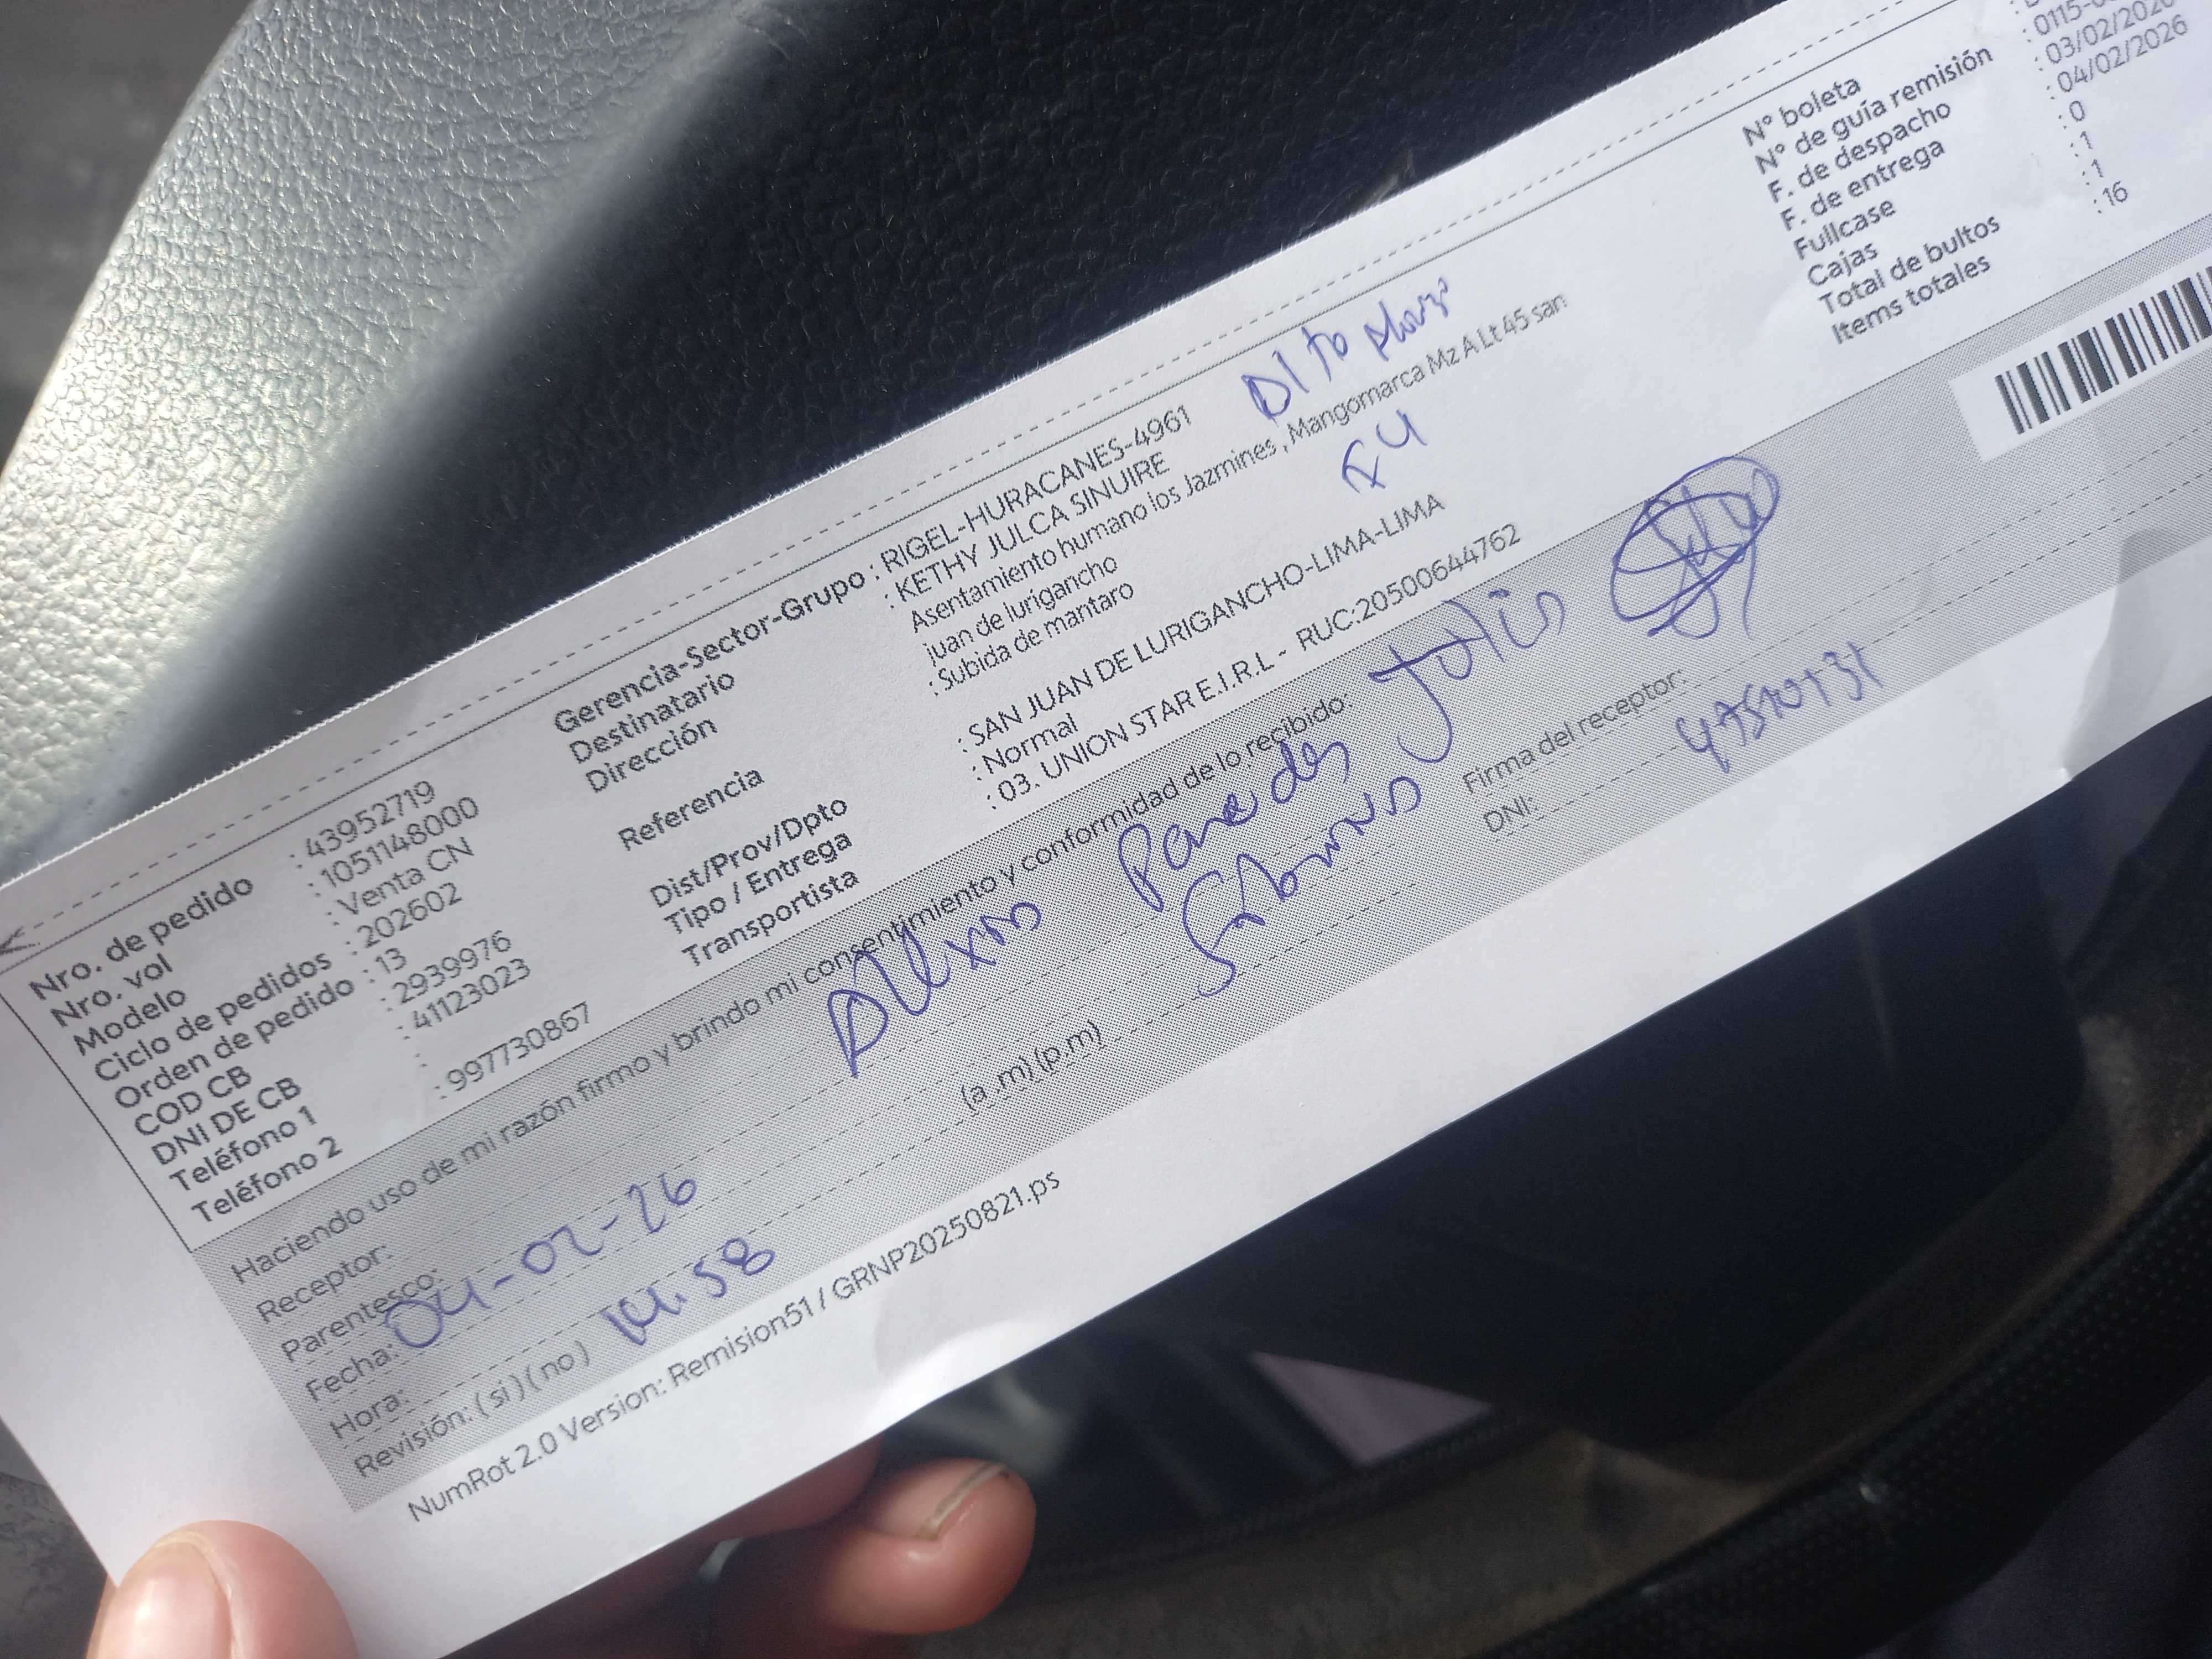 Nro. de pedido : 43952719
Nro. vol : 1051148000
Modelo : Venta CN
Ciclo de pedidos : 202602
Orden de pedido : 13
COD CB : 2939976
DNI DE CB : 41123023
Teléfono 1 :
Teléfono 2 : 997730867
Gerencia-Sector-Grupo : RIGEL-HURACANES-4961
Destinatario : KETHY JULCA SINUIRE
Dirección Asentamiento humano los Jazmines , Mangomarca Mz A Lt 45 san
juan de lurigancho
Referencia : Subida de mantaro
Dist/Prov/Dpto : SAN JUAN DE LURIGANCHO-LIMA-LIMA
Tipo / Entrega : Normal
Transportista : 03. UNION STAR E.I.R.L - RUC:20500644762
N° boleta
N° de guía remisión
F. de despacho : 03/02/2026
F. de entrega : 04/02/2026
Fullcase : 0
Cajas : 1
Total de bultos : 1
Items totales : 16
Haciendo uso de mi razón firmo y brindo mi consentimiento y conformidad de lo recibido:
Receptor: Paredes Julio
Parentesco: Firma del receptor:
Fecha: 04-02-26 DNI:
Hora: 14:58 (a .m) (p.m)
Revisión: ( si ) ( no )
NumRot 2.0 Version: Remision51 / GRNP20250821.ps